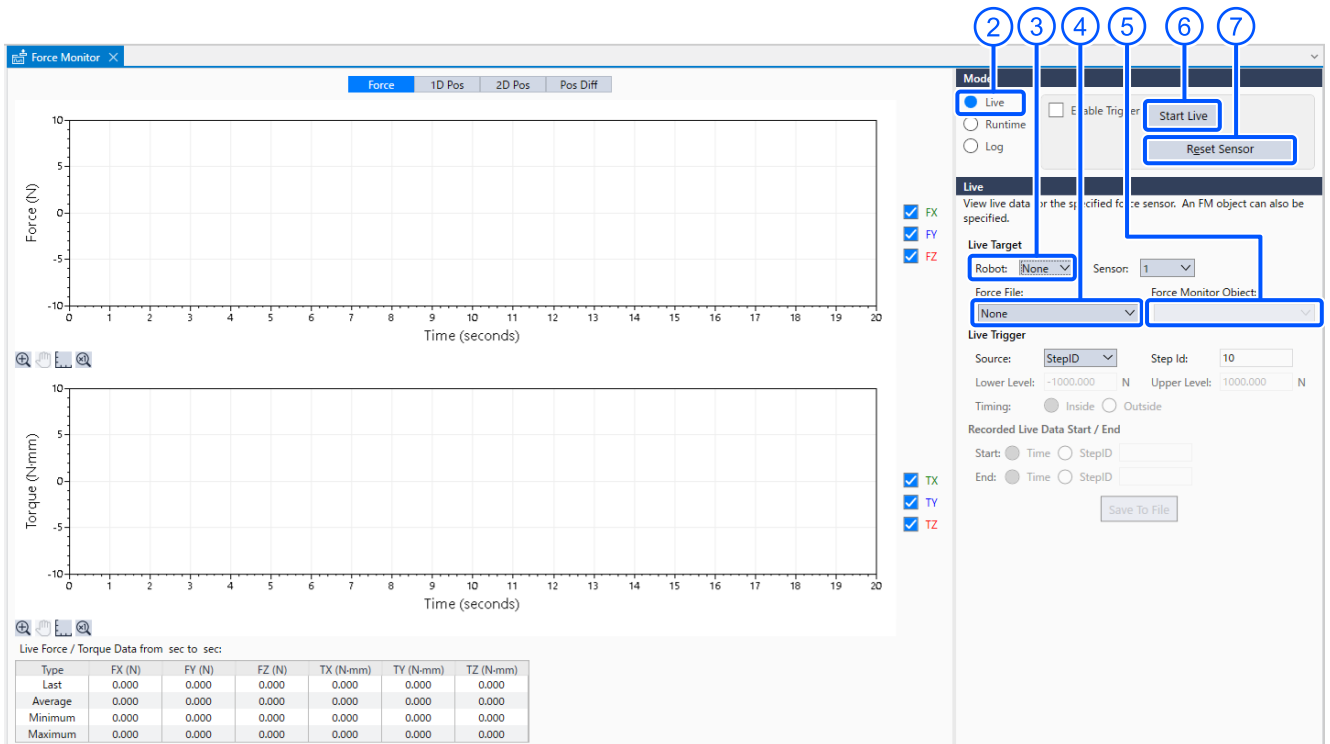 2 3 4 5 6 7
Force Monitor
Force 1D Pos 2D Pos Pos Diff
Mode
Live
Runtime
Log
Enable Trigger
Start Live
Reset Sensor
Live
View live data for the specified force sensor. An FM object can also be
specified.
Live Target
Robot: None Sensor: 1
Force File: Force Monitor Object:
None
Live Trigger
Source: StepID Step Id: 10
Lower Level: -1000.000 N Upper Level: 1000.000 N
Timing: Inside Outside
Recorded Live Data Start / End
Start: Time StepID
End: Time StepID
Save To File
Force (N)
10
5
0
-5
-10
0 1 2 3 4 5 6 7 8 9 10 11 12 13 14 15 16 17 18 19 20
Time (seconds)
FX
FY
FZ
x1
Torque (N·mm)
10
5
0
-5
-10
0 1 2 3 4 5 6 7 8 9 10 11 12 13 14 15 16 17 18 19 20
Time (seconds)
TX
TY
TZ
x1
Live Force / Torque Data from sec to sec:
Type FX (N) FY (N) FZ (N) TX (N·mm) TY (N·mm) TZ (N·mm)
Last 0.000 0.000 0.000 0.000 0.000 0.000
Average 0.000 0.000 0.000 0.000 0.000 0.000
Minimum 0.000 0.000 0.000 0.000 0.000 0.000
Maximum 0.000 0.000 0.000 0.000 0.000 0.000